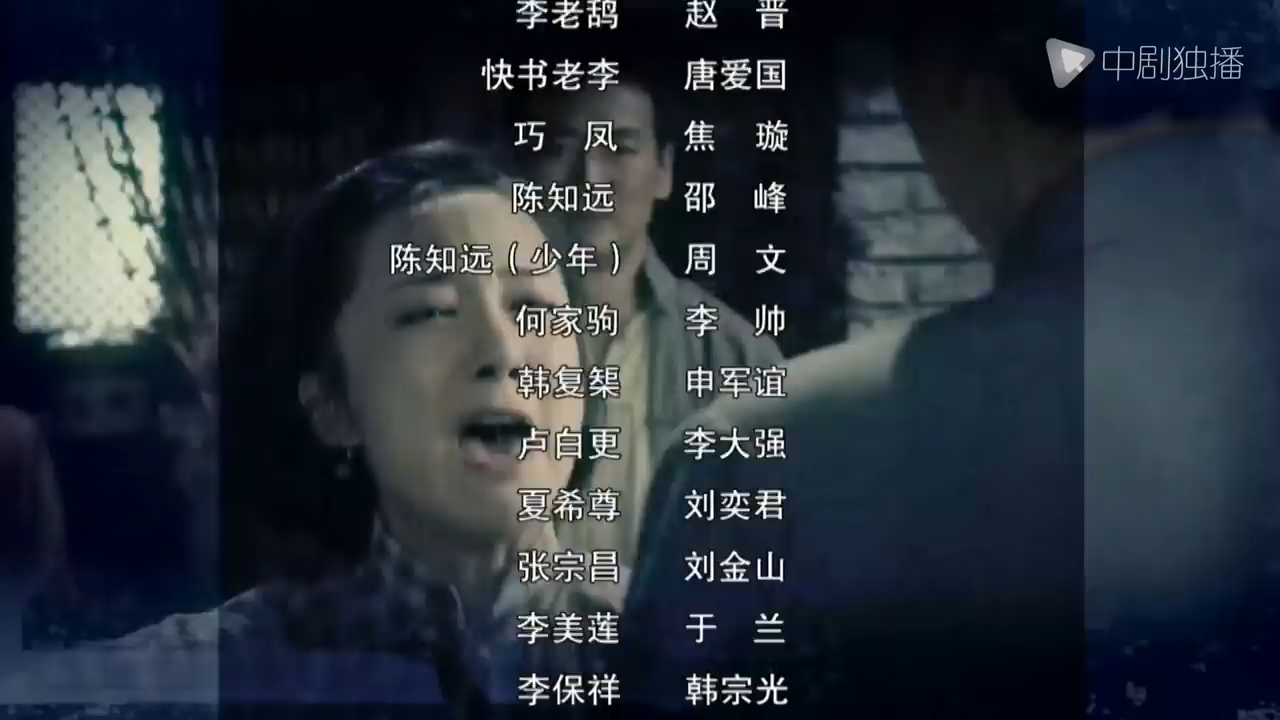 李老鸹 赵 晋
中剧独播
快书老李 唐爱国
巧 凤 焦 璇
陈知远 邵 峰
陈知远（少年） 周 文
何家驹 李 帅
韩复榘 申军谊
卢白更 李大强
夏希尊 刘奕君
张宗昌 刘金山
李美莲 于 兰
李保祥 韩宗光